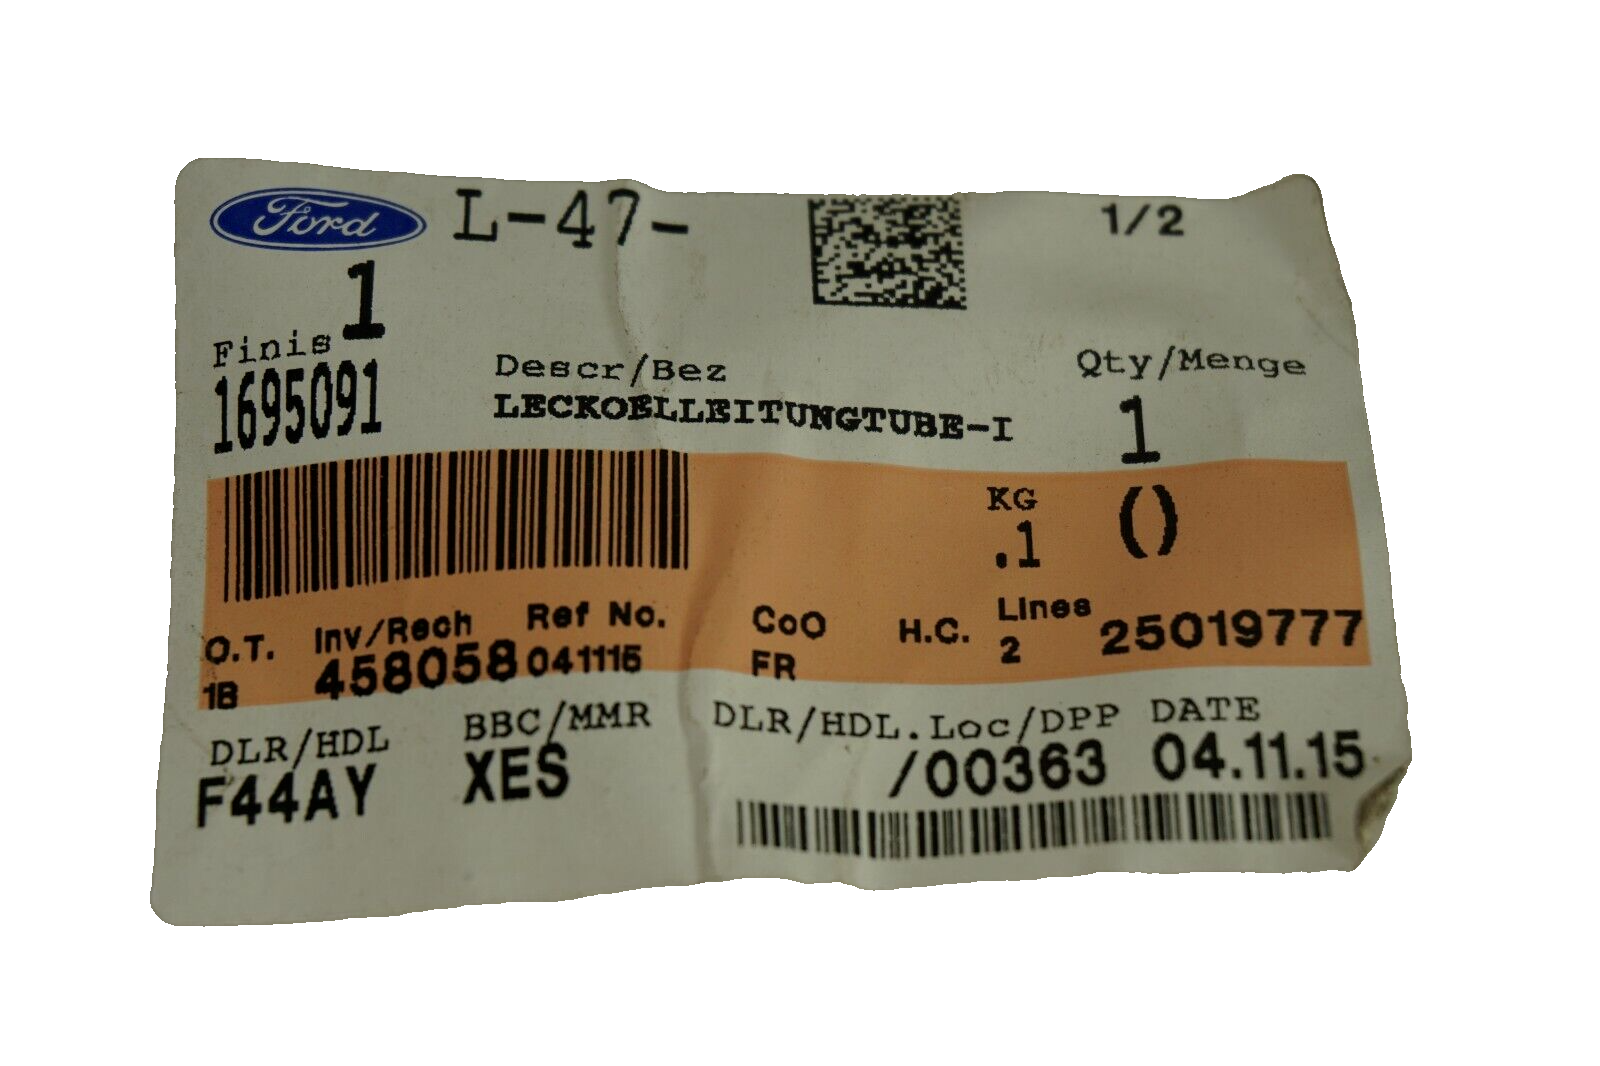 Ford L-47- 1/2
1
Finis Descr/Bez Qty/Menge
1695091 LECKOELLEITUNGTUBE-I 1
KG ()
.1
O.T. Inv/Rech Ref No. CoO H.C. Lines 25019777
1B 458058 041115 FR 2
DLR/HDL BBC/MMR DLR/HDL.Loc/DPP DATE
F44AY XES /00363 04.11.15